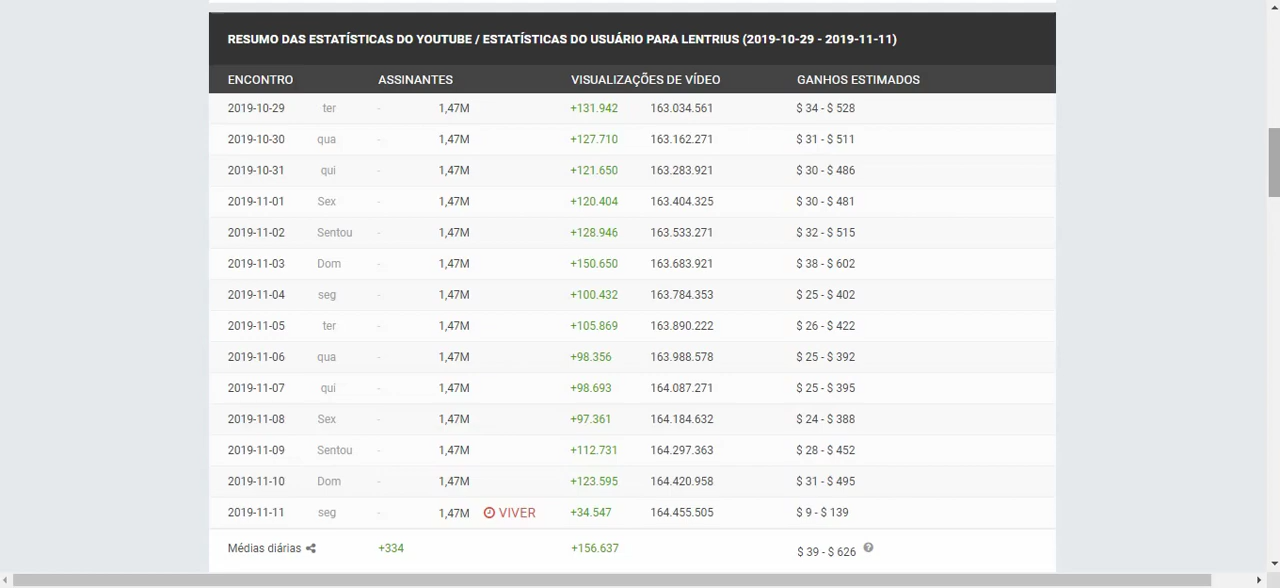 RESUMO DAS ESTATÍSTICAS DO YOUTUBE / ESTATÍSTICAS DO USUÁRIO PARA LENTRIUS (2019-10-29 - 2019-11-11)
ENCONTRO ASSINANTES VISUALIZAÇÕES DE VÍDEO GANHOS ESTIMADOS
2019-10-29 ter - 1,47M +131.942 163.034.561 $ 34 - $ 528
2019-10-30 qua - 1,47M +127.710 163.162.271 $ 31 - $ 511
2019-10-31 qui - 1,47M +121.650 163.283.921 $ 30 - $ 486
2019-11-01 Sex - 1,47M +120.404 163.404.325 $ 30 - $ 481
2019-11-02 Sentou - 1,47M +128.946 163.533.271 $ 32 - $ 515
2019-11-03 Dom - 1,47M +150.650 163.683.921 $ 38 - $ 602
2019-11-04 seg - 1,47M +100.432 163.784.353 $ 25 - $ 402
2019-11-05 ter - 1,47M +105.869 163.890.222 $ 26 - $ 422
2019-11-06 qua - 1,47M +98.356 163.988.578 $ 25 - $ 392
2019-11-07 qui - 1,47M +98.693 164.087.271 $ 25 - $ 395
2019-11-08 Sex - 1,47M +97.361 164.184.632 $ 24 - $ 388
2019-11-09 Sentou - 1,47M +112.731 164.297.363 $ 28 - $ 452
2019-11-10 Dom - 1,47M +123.595 164.420.958 $ 31 - $ 495
2019-11-11 seg - 1,47M VIVER +34.547 164.455.505 $ 9 - $ 139
Médias diárias +334 +156.637 $ 39 - $ 626 ?